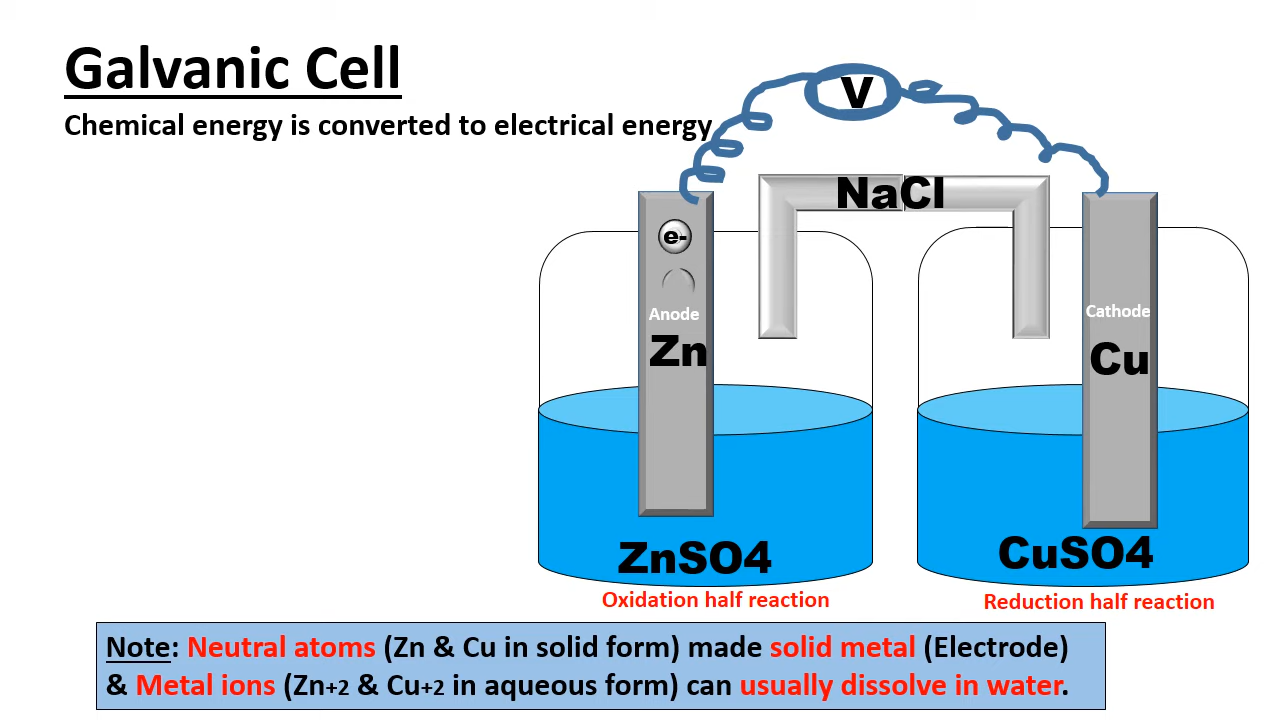 Galvanic Cell
Chemical energy is converted to electrical energy
V
NaCl
e-
Anode
Zn
Cathode
Cu
ZnSO4
CuSO4
Oxidation half reaction
Reduction half reaction
Note: Neutral atoms (Zn & Cu in solid form) made solid metal (Electrode)
& Metal ions (Zn+2 & Cu+2 in aqueous form) can usually dissolve in water.